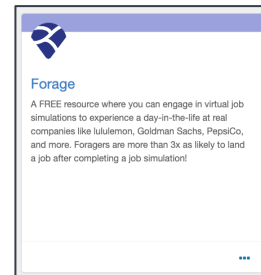 Forage
A FREE resource where you can engage in virtual job
simulations to experience a day-in-the-life at real
companies like lululemon, Goldman Sachs, PepsiCo,
and more. Foragers are more than 3x as likely to land
a job after completing a job simulation!